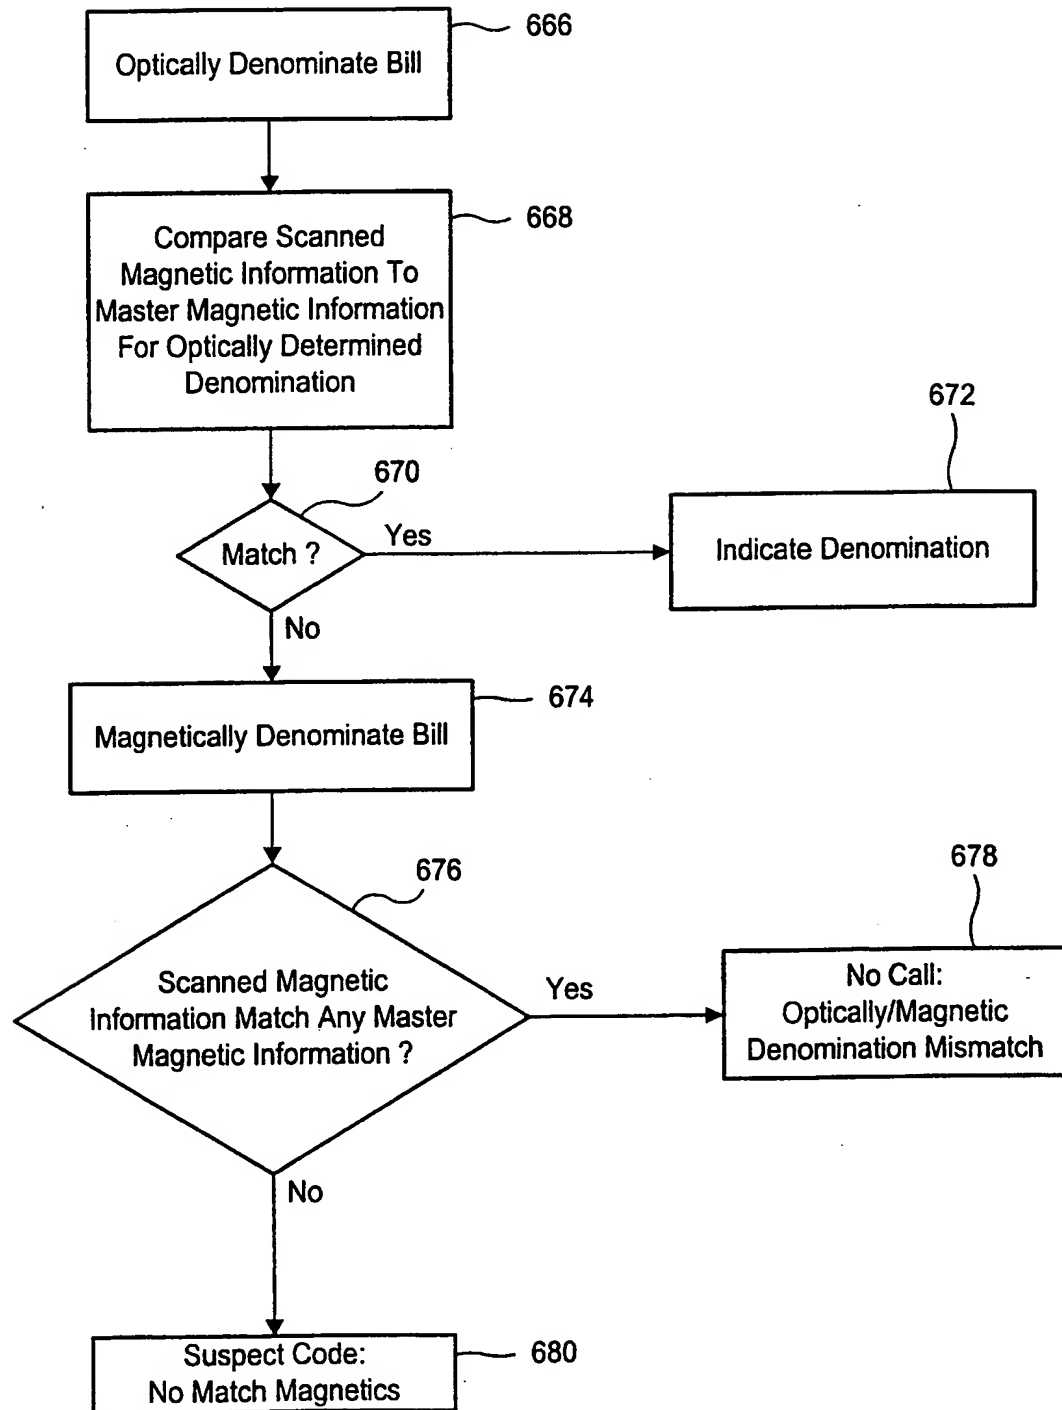 666
Optically Denominate Bill
668
Compare Scanned
Magnetic Information To
Master Magnetic Information
For Optically Determined
Denomination
672
670
Match ?
Yes
Indicate Denomination
No
674
Magnetically Denominate Bill
676
678
Scanned Magnetic
Information Match Any Master
Magnetic Information ?
Yes
No Call:
Optically/Magnetic
Denomination Mismatch
No
680
Suspect Code:
No Match Magnetics